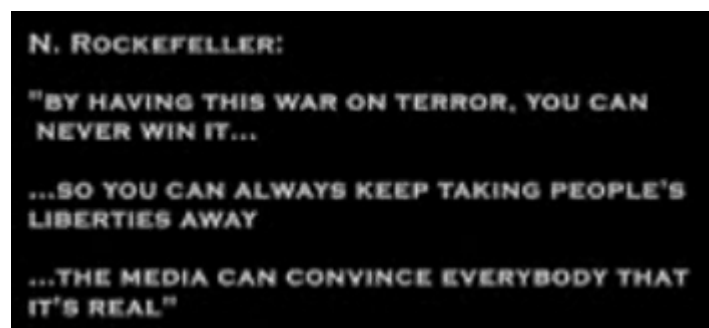 N. ROCKEFELLER:
"BY HAVING THIS WAR ON TERROR, YOU CAN
NEVER WIN IT...
...SO YOU CAN ALWAYS KEEP TAKING PEOPLE'S
LIBERTIES AWAY
...THE MEDIA CAN CONVINCE EVERYBODY THAT
IT'S REAL"